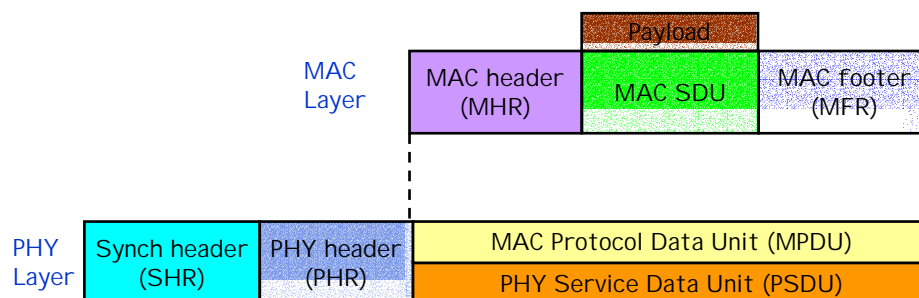 Payload
MAC
Layer
MAC header
(MHR)
MAC SDU
MAC footer
(MFR)
PHY
Layer
Synch header
(SHR)
PHY header
(PHR)
MAC Protocol Data Unit (MPDU)
PHY Service Data Unit (PSDU)